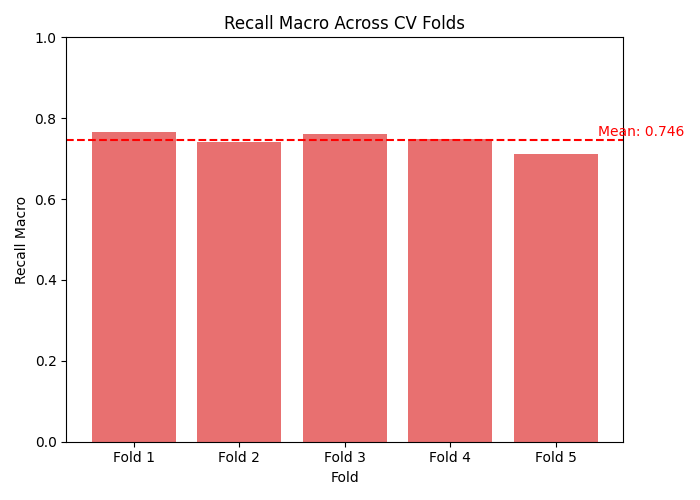 Recall Macro Across CV Folds
1.0
0.8
0.6
0.4
0.2
0.0
Recall Macro
Mean: 0.746
Fold 1 Fold 2 Fold 3 Fold 4 Fold 5
Fold